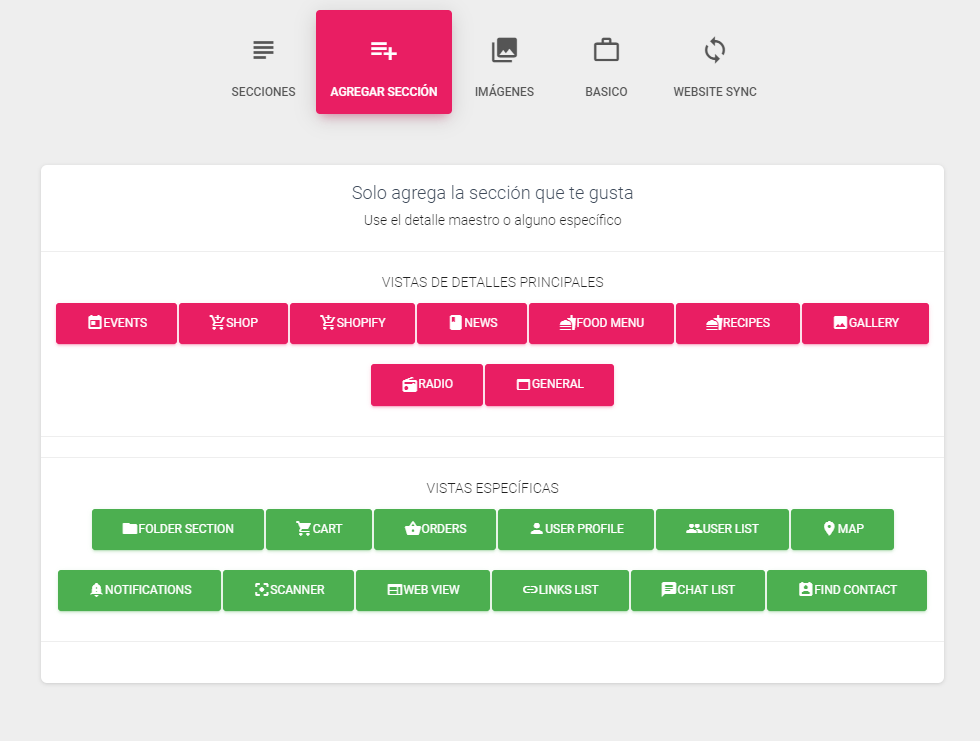 SECCIONES AGREGAR SECCIÓN IMÁGENES BASICO WEBSITE SYNC
Solo agrega la sección que te gusta
Use el detalle maestro o alguno específico
VISTAS DE DETALLES PRINCIPALES
EVENTS SHOP SHOPIFY NEWS FOOD MENU RECIPES GALLERY
RADIO GENERAL
VISTAS ESPECÍFICAS
FOLDER SECTION CART ORDERS USER PROFILE USER LIST MAP
NOTIFICATIONS SCANNER WEB VIEW LINKS LIST CHAT LIST FIND CONTACT